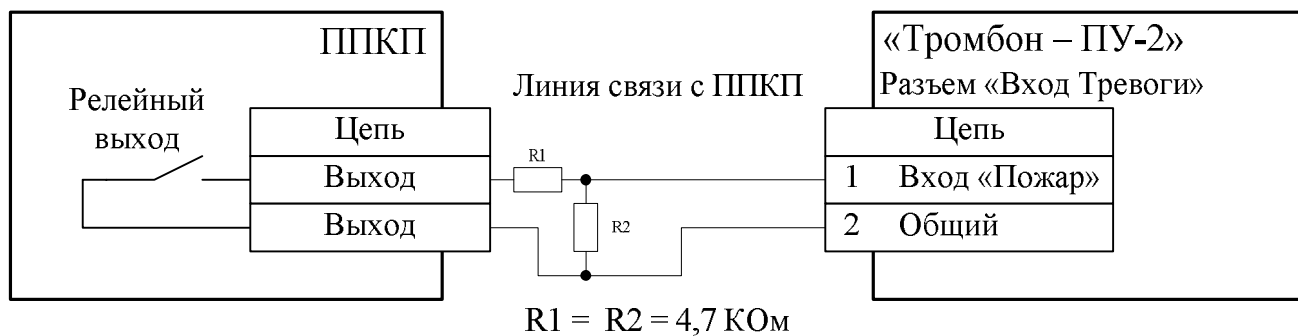 ППКП
Релейный
выход
Цепь
Выход
Выход
Линия связи с ППКП
R1
R2
R1 = R2 = 4,7 КОм
«Тромбон – ПУ-2»
Разъем «Вход Тревоги»
Цепь
1 Вход «Пожар»
2 Общий